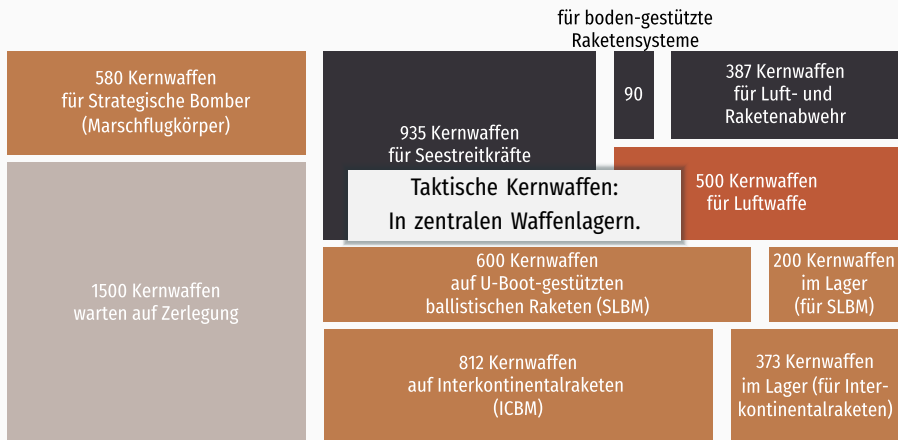 für boden-gestützte
Raketensysteme
580 Kernwaffen
für Strategische Bomber
(Marschflugkörper)
935 Kernwaffen
für Seestreitkräfte
90
387 Kernwaffen
für Luft- und
Raketenabwehr
Taktische Kernwaffen:
In zentralen Waffenlagern.
500 Kernwaffen
für Luftwaffe
1500 Kernwaffen
warten auf Zerlegung
600 Kernwaffen
auf U-Boot-gestützten
ballistischen Raketen (SLBM)
200 Kernwaffen
im Lager
(für SLBM)
812 Kernwaffen
auf Interkontinentalraketen
(ICBM)
373 Kernwaffen
im Lager (für Inter-
kontinentalraketen)